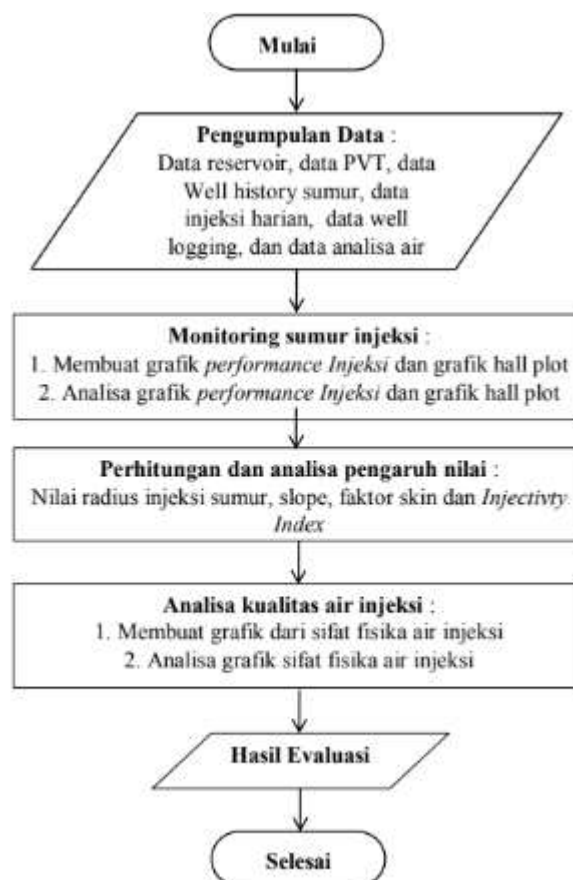 Mulai
Pengumpulan Data :
Data reservoir, data PVT, data
Well history sumur, data
injeksi harian, data well
logging, dan data analisa air
Monitoring sumur injeksi :
1. Membuat grafik performance Injeksi dan grafik hall plot
2. Analisa grafik performance Injeksi dan grafik hall plot
Perhitungan dan analisa pengaruh nilai :
Nilai radius injeksi sumur, slope, faktor skin dan Injectivty
Index
Analisa kualitas air injeksi :
1. Membuat grafik dari sifat fisika air injeksi
2. Analisa grafik sifat fisika air injeksi
Hasil Evaluasi
Selesai